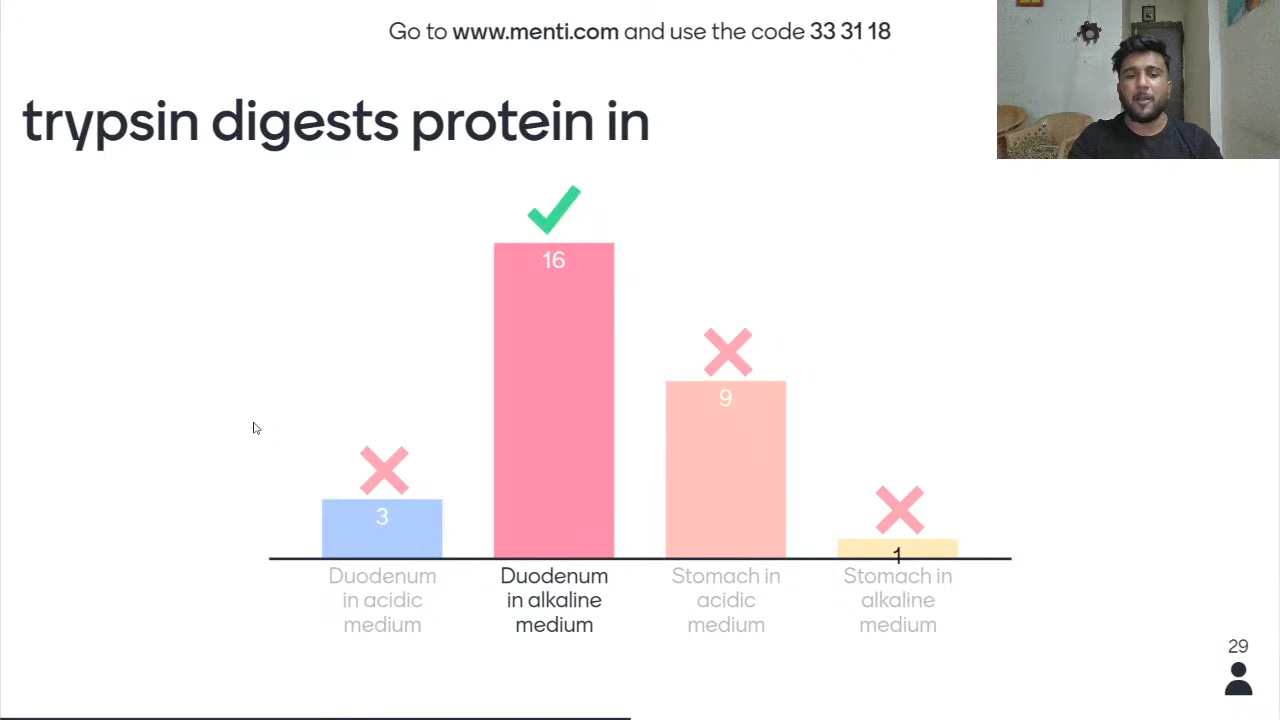 Go to www.menti.com and use the code 33 31 18
trypsin digests protein in
16
9
3
1
Duodenum
in acidic
medium
Duodenum
in alkaline
medium
Stomach in
acidic
medium
Stomach in
alkaline
medium
29